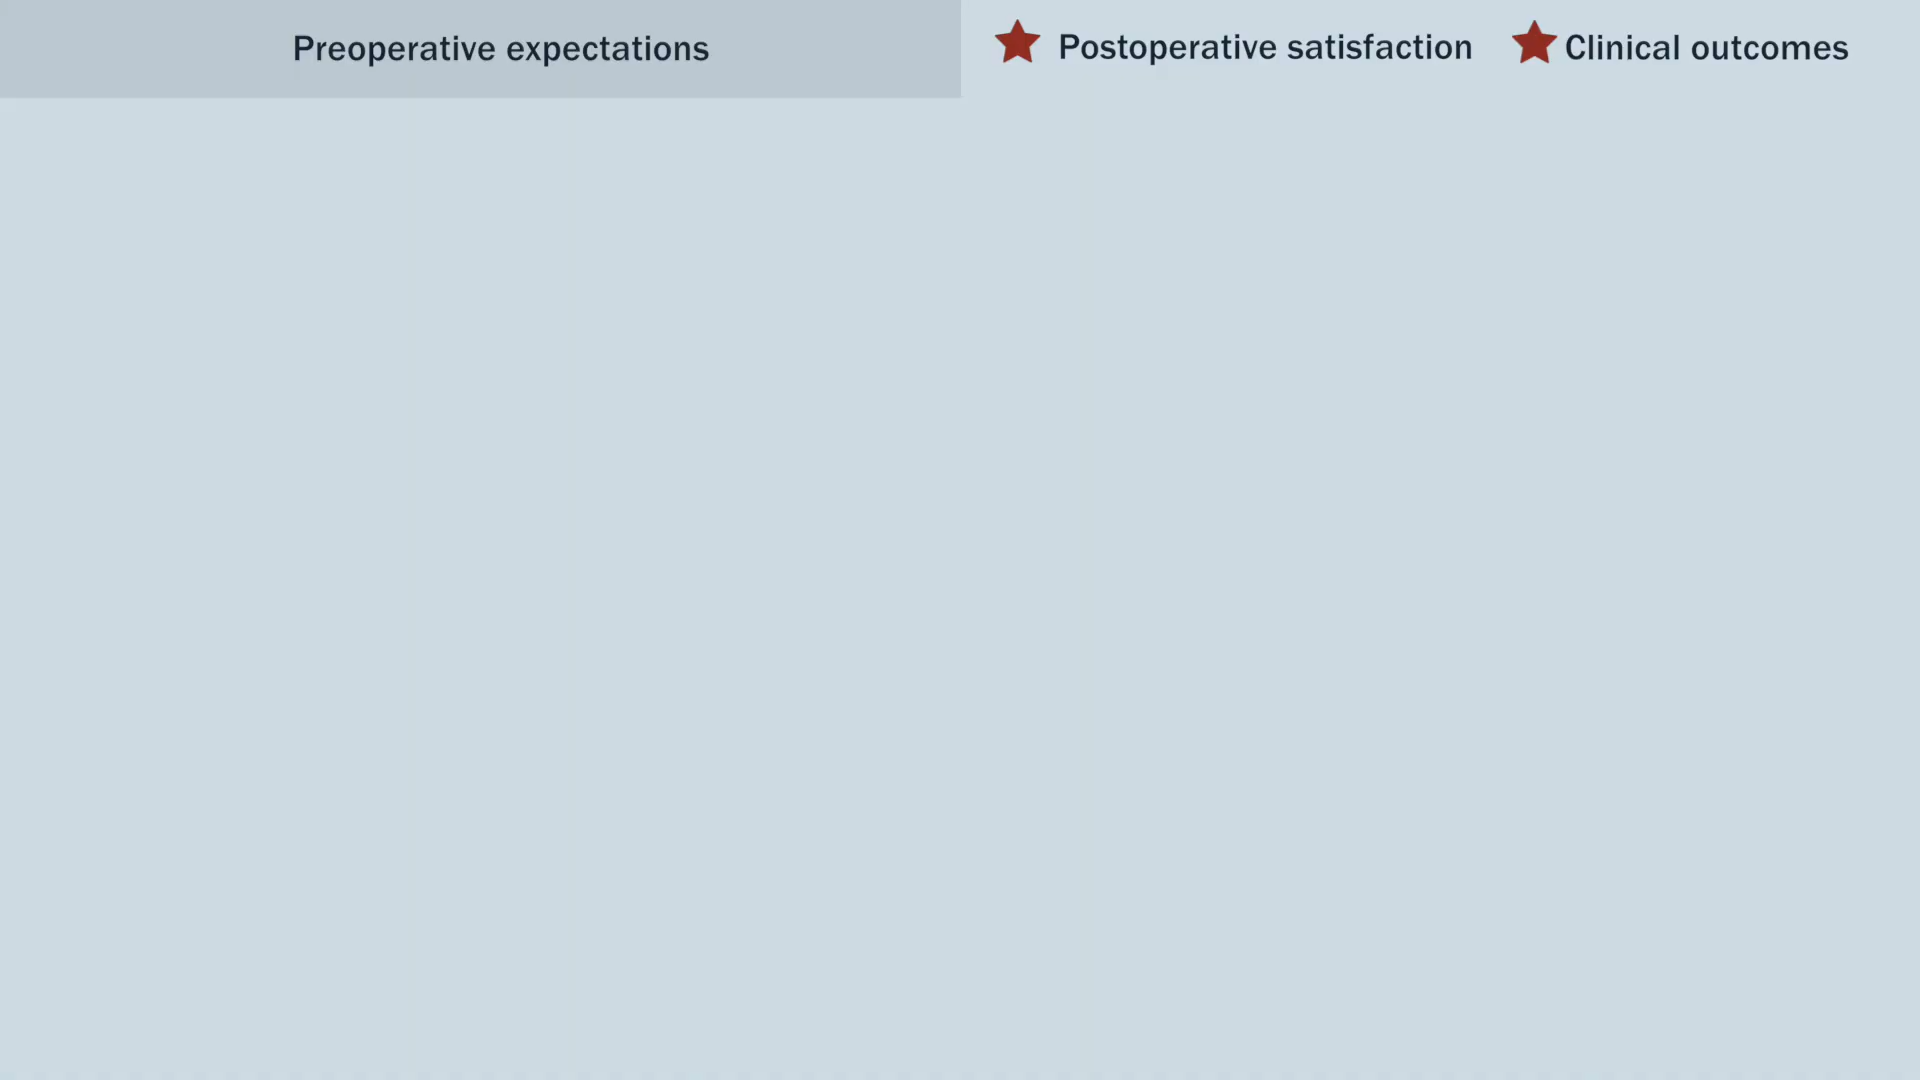 Preoperative expectations
Postoperative satisfaction
Clinical outcomes